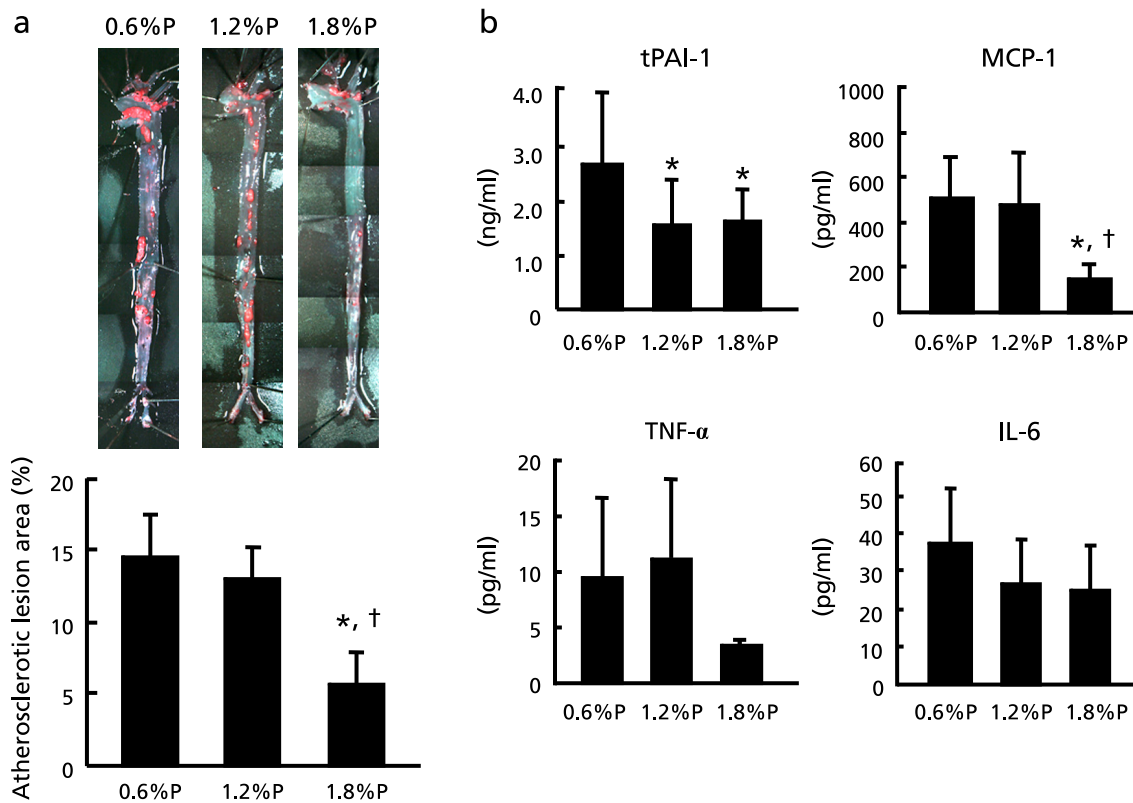 a
0.6%P 1.2%P 1.8%P
Atherosclerotic lesion area (%)
20
15
10
5
0
*, †
0.6%P 1.2%P 1.8%P
b
tPAI-1
(ng/ml)
4.0
3.0
2.0
1.0
0
* *
0.6%P 1.2%P 1.8%P
MCP-1
(pg/ml)
1000
800
600
400
200
0
*, †
0.6%P 1.2%P 1.8%P
TNF-α
(pg/ml)
20
15
10
5
0
0.6%P 1.2%P 1.8%P
IL-6
(pg/ml)
60
50
40
30
20
10
0
0.6%P 1.2%P 1.8%P